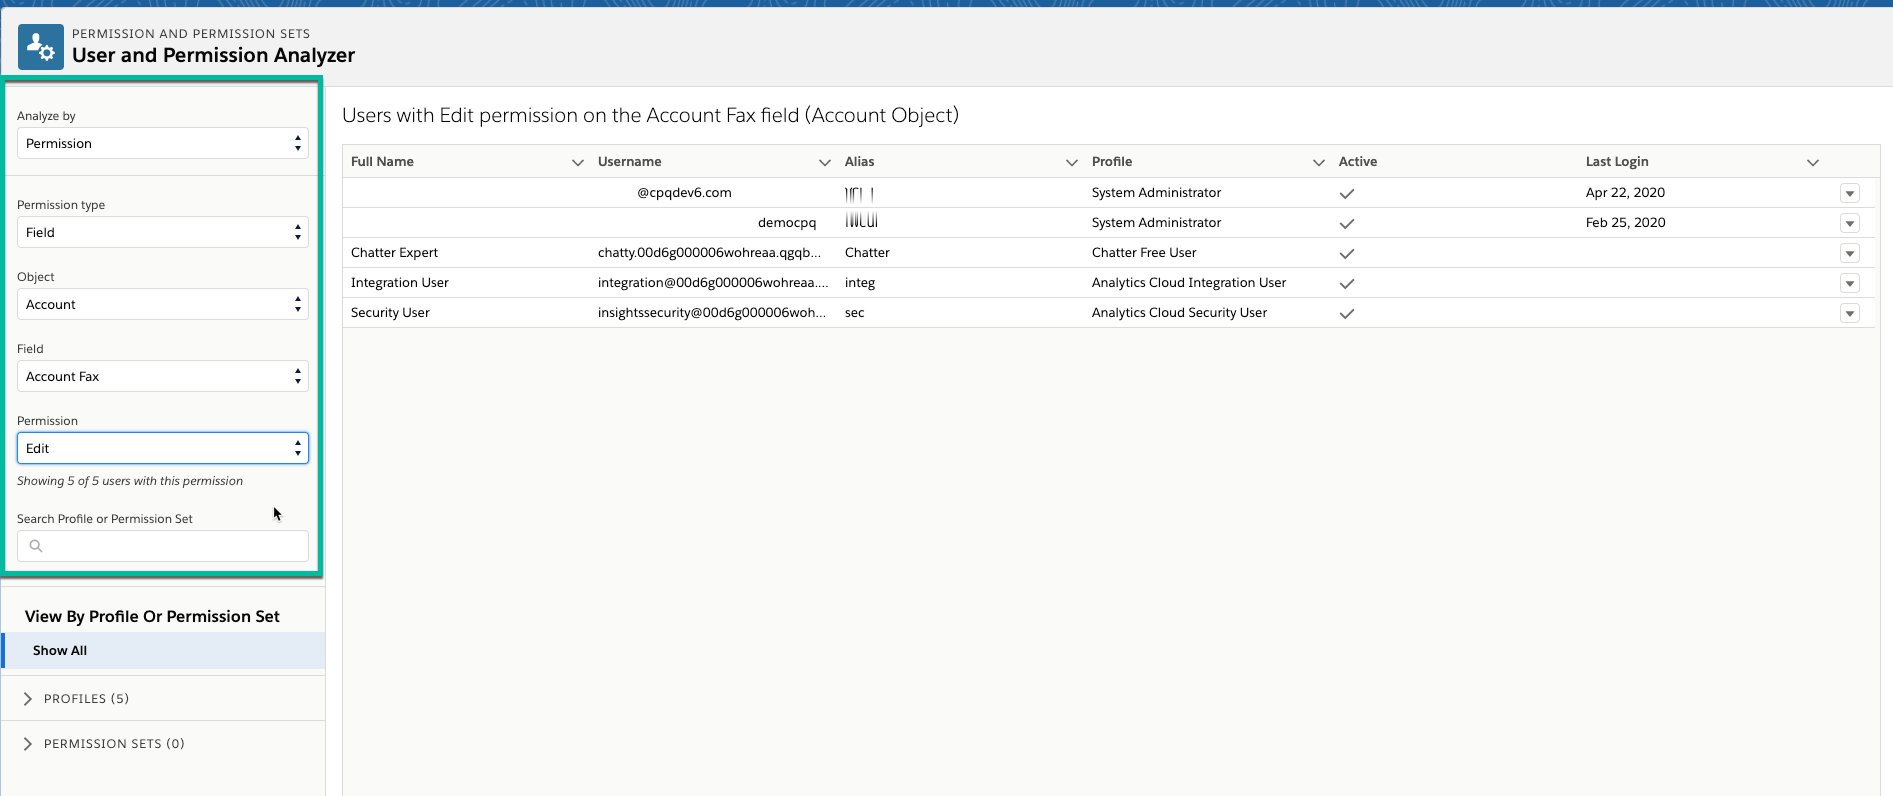 PERMISSION AND PERMISSION SETS
User and Permission Analyzer
Analyze by
Permission
Permission type
Field
Object
Account
Field
Account Fax
Permission
Edit
Showing 5 of 5 users with this permission
Search Profile or Permission Set
View By Profile Or Permission Set
Show All
PROFILES (5)
PERMISSION SETS (0)
Users with Edit permission on the Account Fax field (Account Object)
Full Name Username Alias Profile Active Last Login
@cpqdev6.com System Administrator Apr 22, 2020
democpq System Administrator Feb 25, 2020
Chatter Expert chatty.00d6g000006wohreaa.qgqb... Chatter Chatter Free User
Integration User integration@00d6g000006wohreaa.... integ Analytics Cloud Integration User
Security User insightssecurity@00d6g000006woh... sec Analytics Cloud Security User